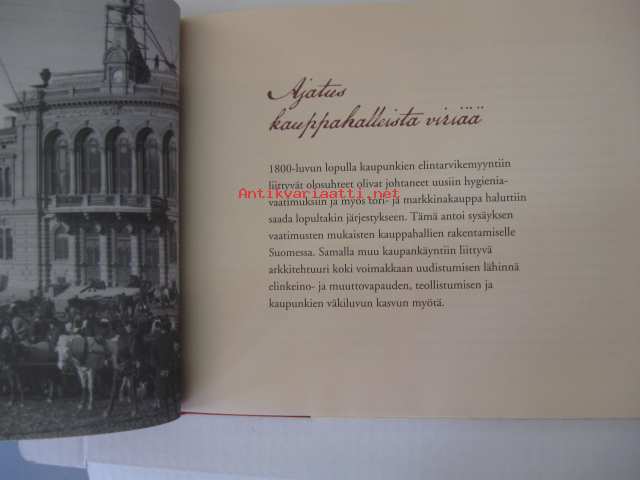 Ajatus
kauppahalleista viriää
1800-luvun lopulla kaupunkien elintarvikemyyntiin
liittyvät olosuhteet olivat johtaneet uusiin hygienia-
Antikvariaatti.net
vaatimuksiin ja myös tori- ja markkinakauppa haluttiin
saada lopultakin järjestykseen. Tämä antoi sysäyksen
vaatimusten mukaisten kauppahallien rakentamiselle
Suomessa. Samalla muu kaupankäyntiin liittyvä
arkkitehtuuri koki voimakkaan uudistumisen lähinnä
elinkeino- ja muuttovapauden, teollistumisen ja
kaupunkien väkiluvun kasvun myötä.